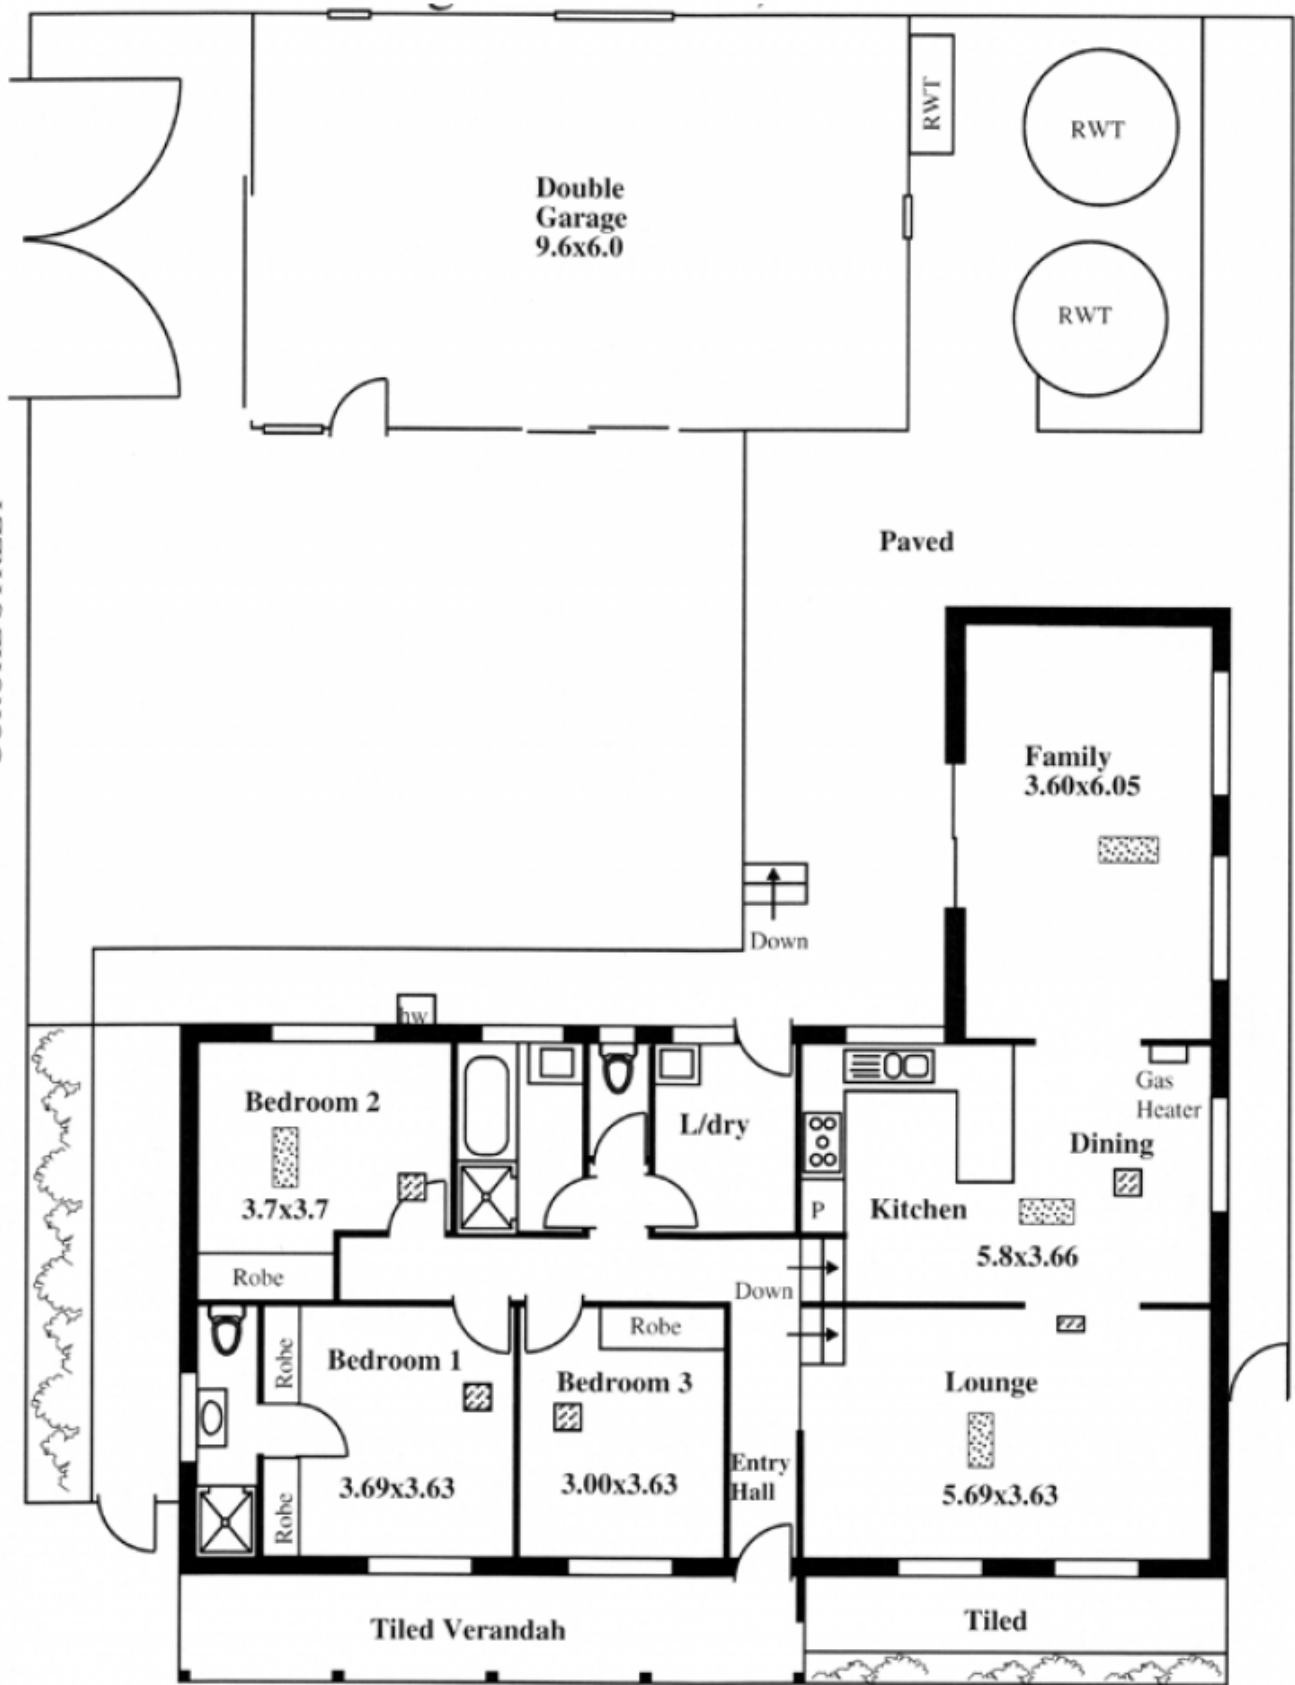 RWT
RWT
Double
Garage
9.6x6.0
RWT
Paved
Family
3.60x6.05
Down
hw
Gas
Heater
Bedroom 2
L/dry
Dining
3.7x3.7
P
Kitchen
5.8x3.66
Robe
Down
Robe
Robe
Bedroom 1
Bedroom 3
Lounge
Entry
Hall
3.69x3.63
3.00x3.63
5.69x3.63
Robe
Tiled Verandah
Tiled